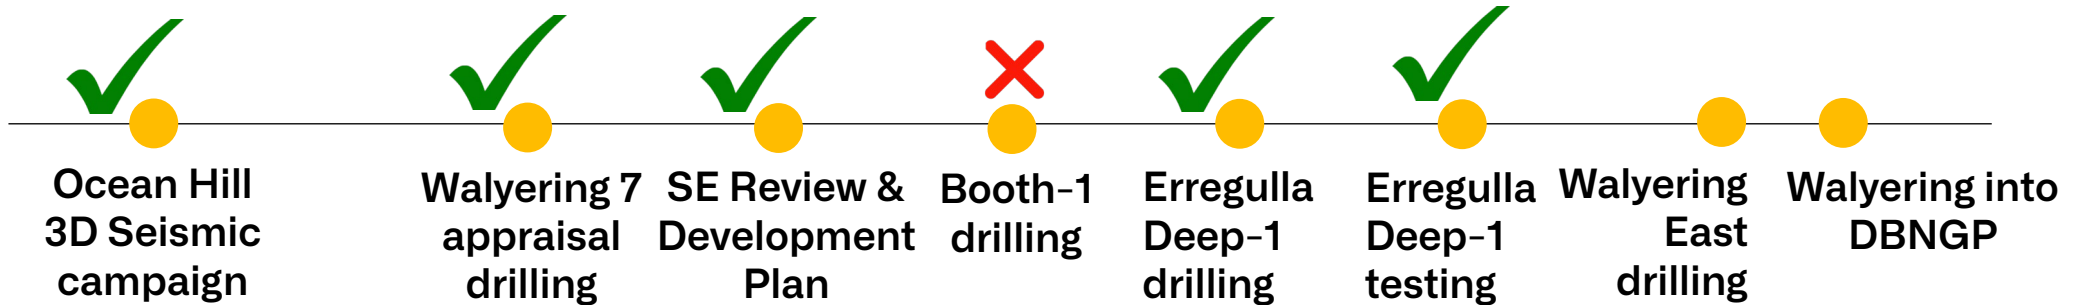 Ocean Hill
3D Seismic
campaign
Walyering 7
appraisal
drilling
SE Review &
Development
Plan
Booth-1
drilling
Erregulla
Deep-1
drilling
Erregulla
Deep-1
testing
Walyering
East
drilling
Walyering into
DBNGP